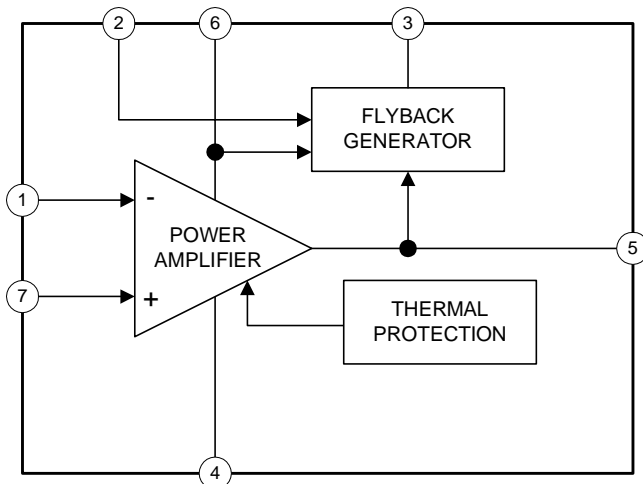 2
6
3
FLYBACK
GENERATOR
1
-
POWER
AMPLIFIER
5
7
+
THERMAL
PROTECTION
4